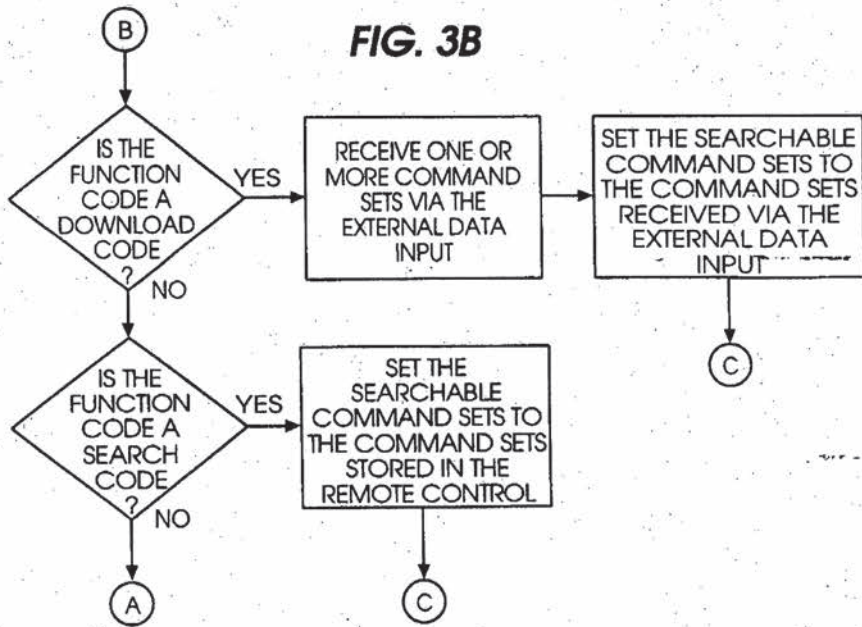 FIG. 3B
B
IS THE
FUNCTION
CODE A
DOWNLOAD
CODE
?
YES
NO
RECEIVE ONE OR
MORE COMMAND
SETS VIA THE
EXTERNAL DATA
INPUT
SET THE SEARCHABLE
COMMAND SETS TO
THE COMMAND SETS
RECEIVED VIA THE
EXTERNAL DATA
INPUT
C
IS THE
FUNCTION
CODE A
SEARCH
CODE
?
YES
NO
SET THE
SEARCHABLE
COMMAND SETS TO
THE COMMAND SETS
STORED IN THE
REMOTE CONTROL
C
A